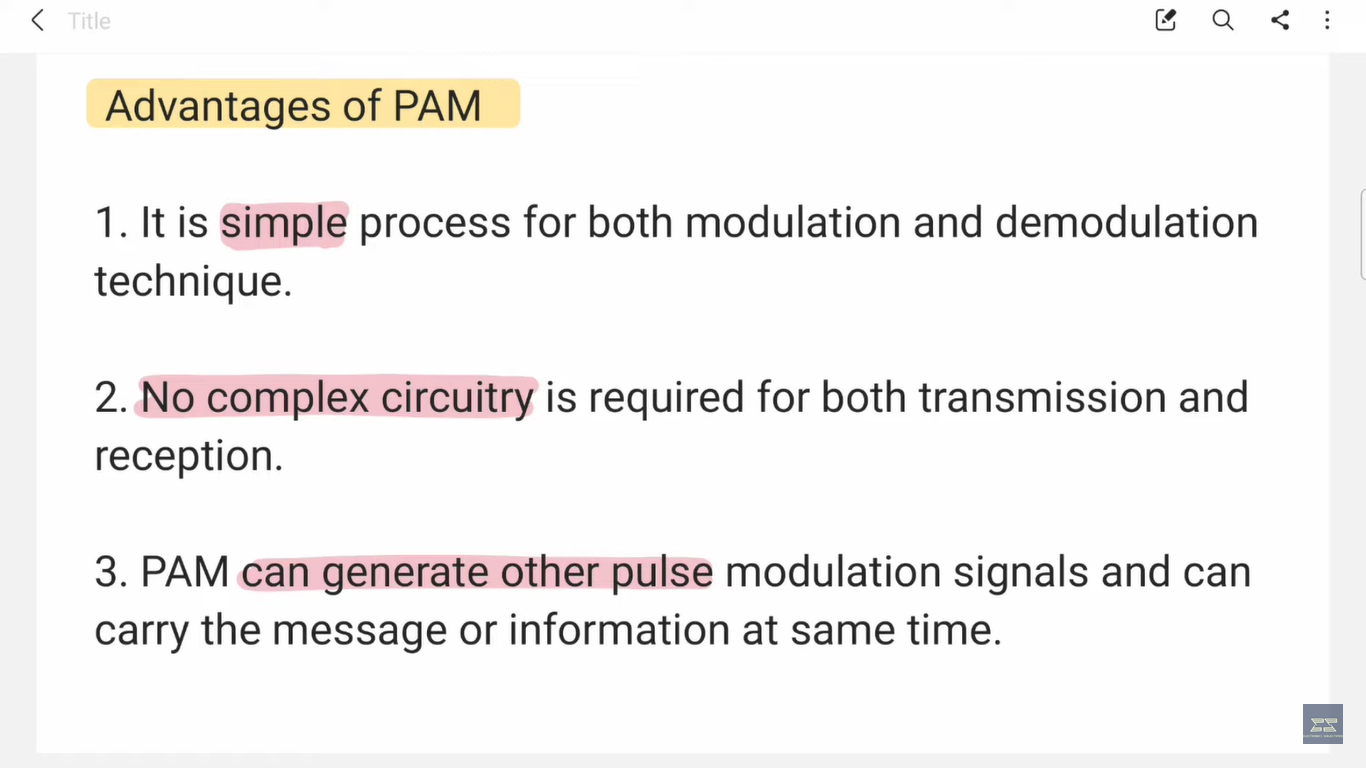 Title
Advantages of PAM
1. It is simple process for both modulation and demodulation
technique.
2. No complex circuitry is required for both transmission and
reception.
3. PAM can generate other pulse modulation signals and can
carry the message or information at same time.